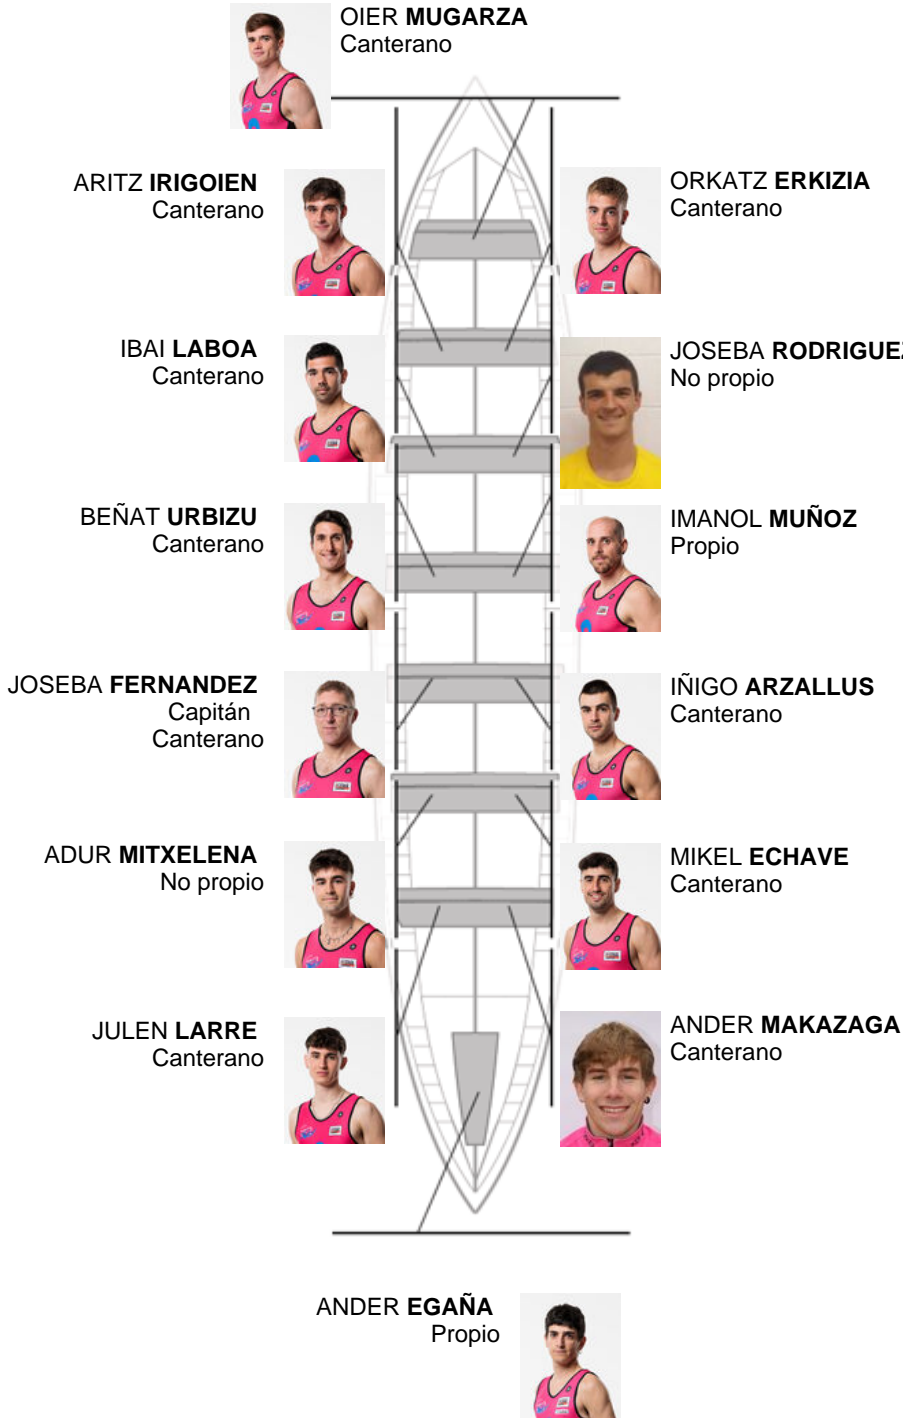 OIER MUGARZA
Canterano
ARITZ IRIGOIEN
Canterano
ORKATZ ERKIZIA
Canterano
IBAI LABOA
Canterano
JOSEBA RODRIGUEZ
No propio
BEÑAT URBIZU
Canterano
IMANOL MUÑOZ
Propio
JOSEBA FERNANDEZ
Capitán
Canterano
IÑIGO ARZALLUS
Canterano
ADUR MITXELENA
No propio
MIKEL ECHAVE
Canterano
JULEN LARRE
Canterano
ANDER MAKAZAGA
Canterano
ANDER EGAÑA
Propio